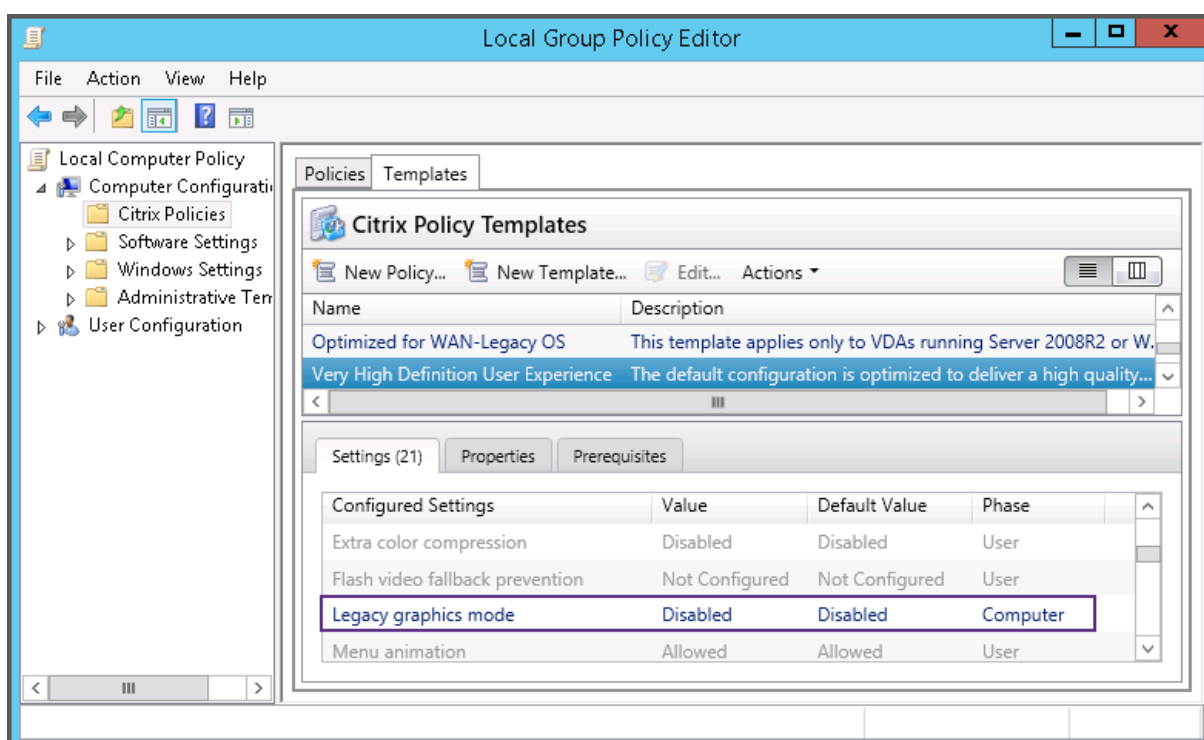 Local Group Policy Editor
File Action View Help
Local Computer Policy
Computer Configurati
Citrix Policies
Software Settings
Windows Settings
Administrative Tem
User Configuration
Policies Templates
Citrix Policy Templates
New Policy... New Template... Edit... Actions
Name Description
Optimized for WAN-Legacy OS This template applies only to VDAs running Server 2008R2 or W.
Very High Definition User Experience The default configuration is optimized to deliver a high quality...
Settings (21) Properties Prerequisites
Configured Settings Value Default Value Phase
Extra color compression Disabled Disabled User
Flash video fallback prevention Not Configured Not Configured User
Legacy graphics mode Disabled Disabled Computer
Menu animation Allowed Allowed User